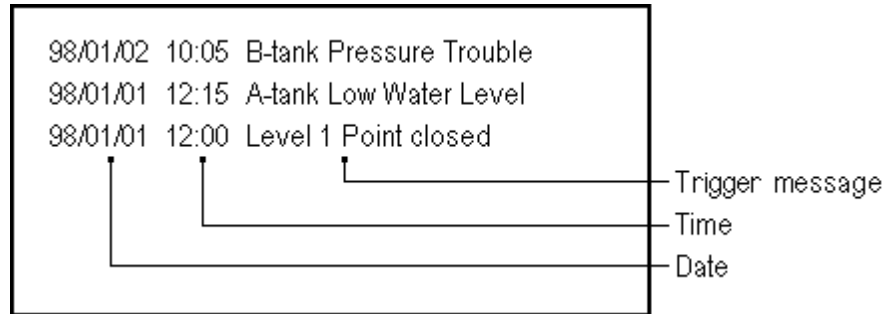 98/01/02 10:05 B-tank Pressure Trouble
98/01/01 12:15 A-tank Low Water Level
98/01/01 12:00 Level 1 Point closed
Trigger message
Time
Date